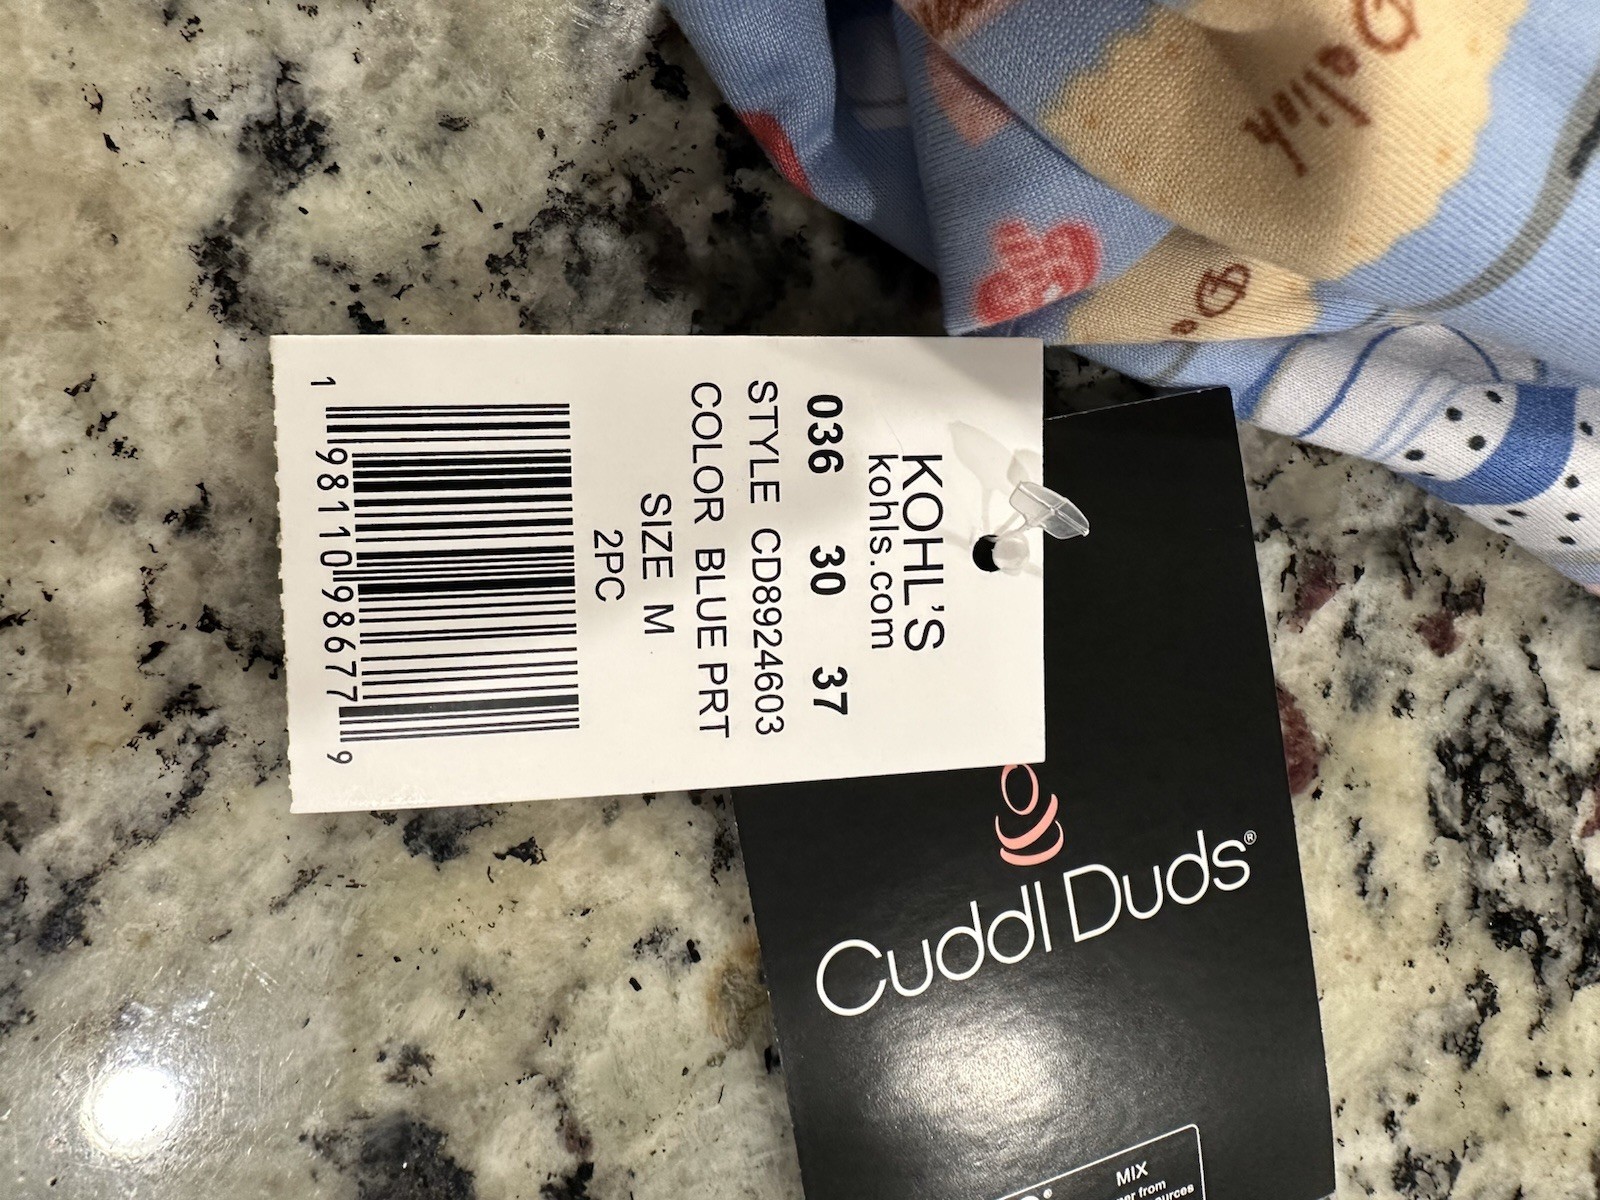 KOHL'S
kohls.com
036 30 37
STYLE CD8924603
COLOR BLUE PRT
SIZE M
2PC
1 98110 98677 9
Cuddl Duds®
®
MIX
from